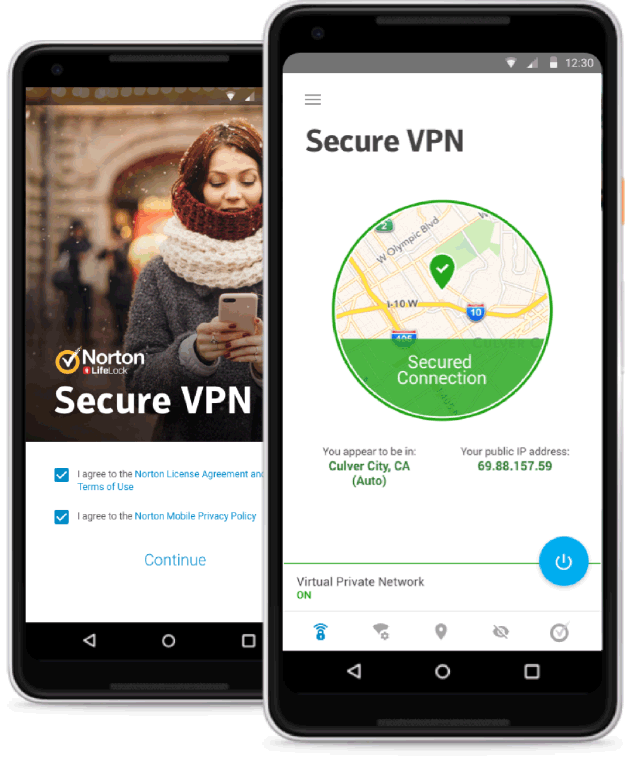 Norton
LifeLock
Secure VPN
I agree to the Norton License Agreement and
Terms of Use
I agree to the Norton Mobile Privacy Policy
Continue
12:30
Secure VPN
2
W Olympic Blvd
I-10 W
10
405
Culver C
Secured
Connection
You appear to be in:
Culver City, CA
(Auto)
Your public IP address:
69.88.157.59
Virtual Private Network
ON